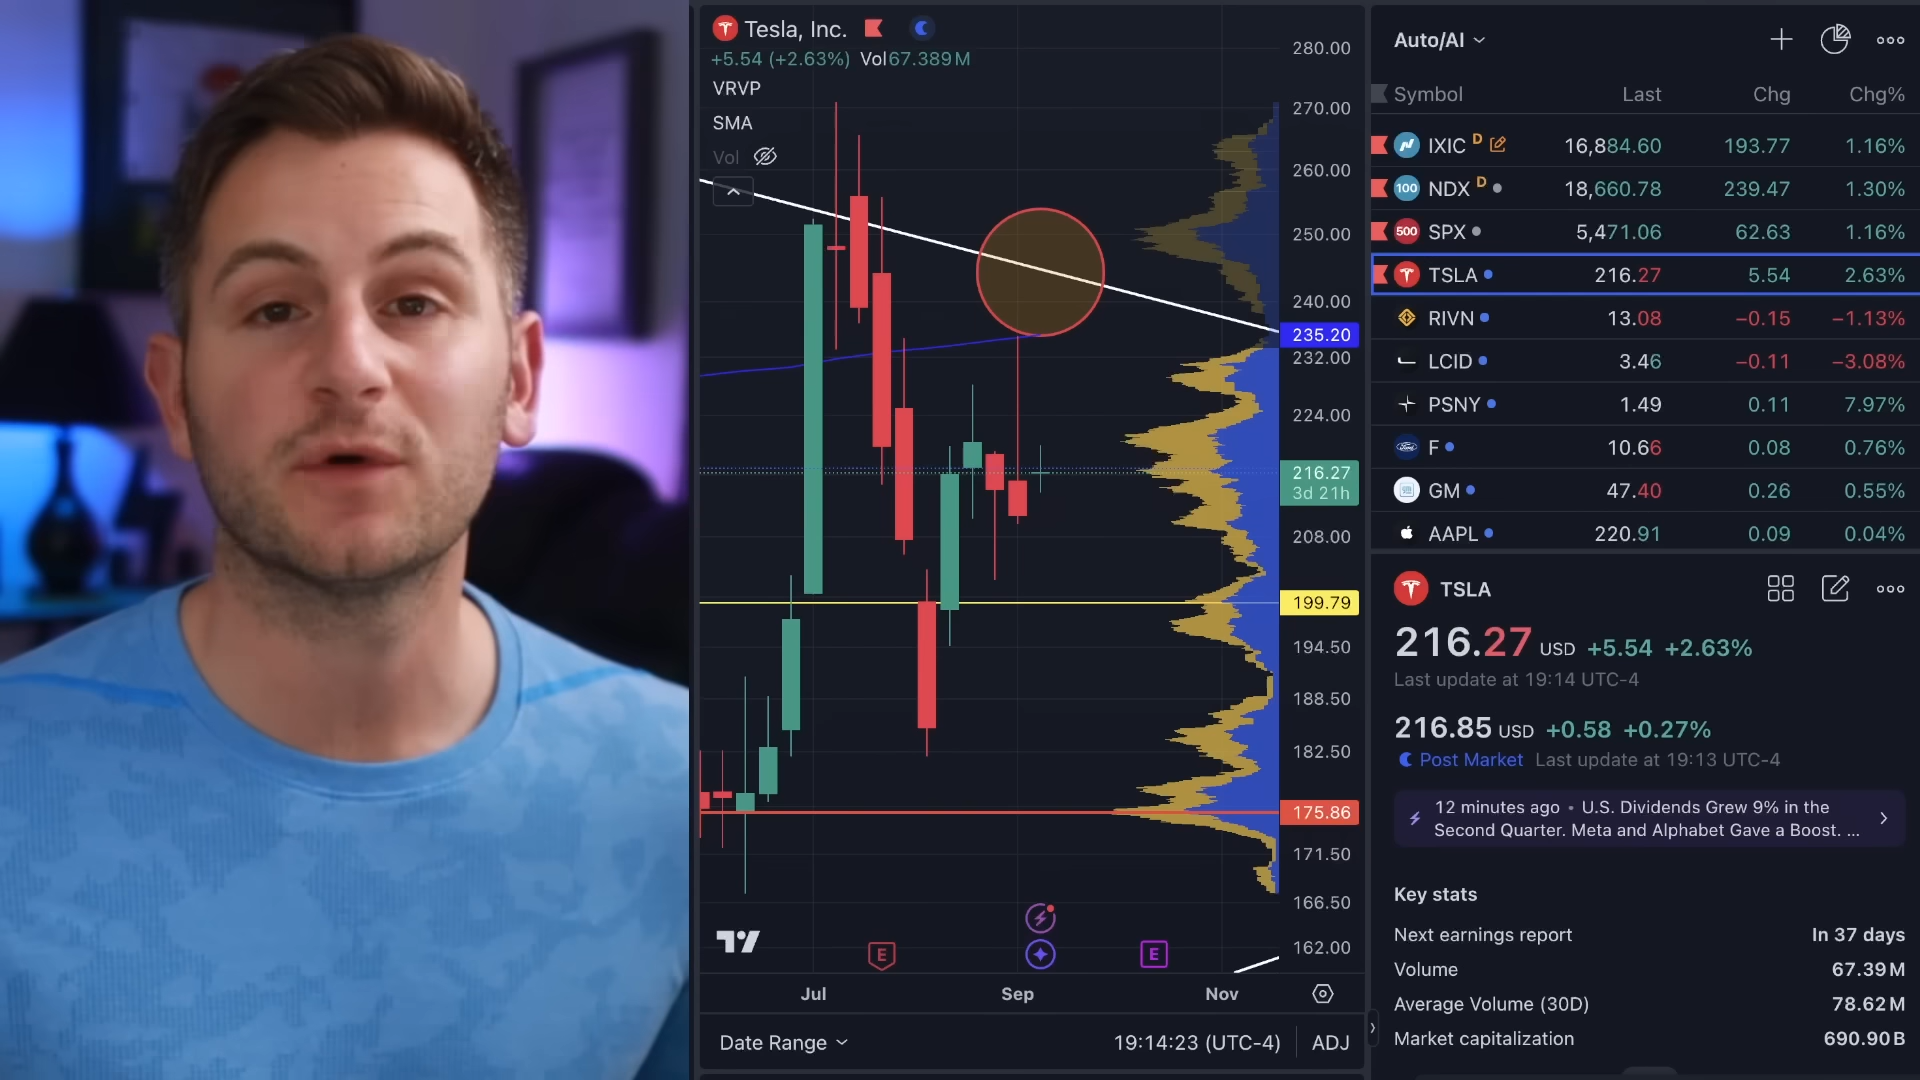 Tesla, Inc.
+5.54 (+2.63%) Vol 67.389 M
VRVP
SMA
Vol
280.00
270.00
260.00
250.00
240.00
235.20
232.00
224.00
216.27
3d 21h
208.00
199.79
194.50
188.50
182.50
175.86
171.50
166.50
162.00
E
E
Jul
Sep
Nov
Date Range
19:14:23 (UTC-4)
ADJ
Auto/AI
Symbol Last Chg Chg%
IXIC D 16,884.60 193.77 1.16%
100 NDX D 18,660.78 239.47 1.30%
500 SPX 5,471.06 62.63 1.16%
TSLA 216.27 5.54 2.63%
RIVN 13.08 −0.15 −1.13%
LCID 3.46 −0.11 −3.08%
PSNY 1.49 0.11 7.97%
F 10.66 0.08 0.76%
GM 47.40 0.26 0.55%
AAPL 220.91 0.09 0.04%
TSLA
216.27 USD +5.54 +2.63%
Last update at 19:14 UTC-4
216.85 USD +0.58 +0.27%
Post Market Last update at 19:13 UTC-4
12 minutes ago • U.S. Dividends Grew 9% in the
Second Quarter. Meta and Alphabet Gave a Boost. ...
Key stats
Next earnings report In 37 days
Volume 67.39 M
Average Volume (30D) 78.62 M
Market capitalization 690.90 B